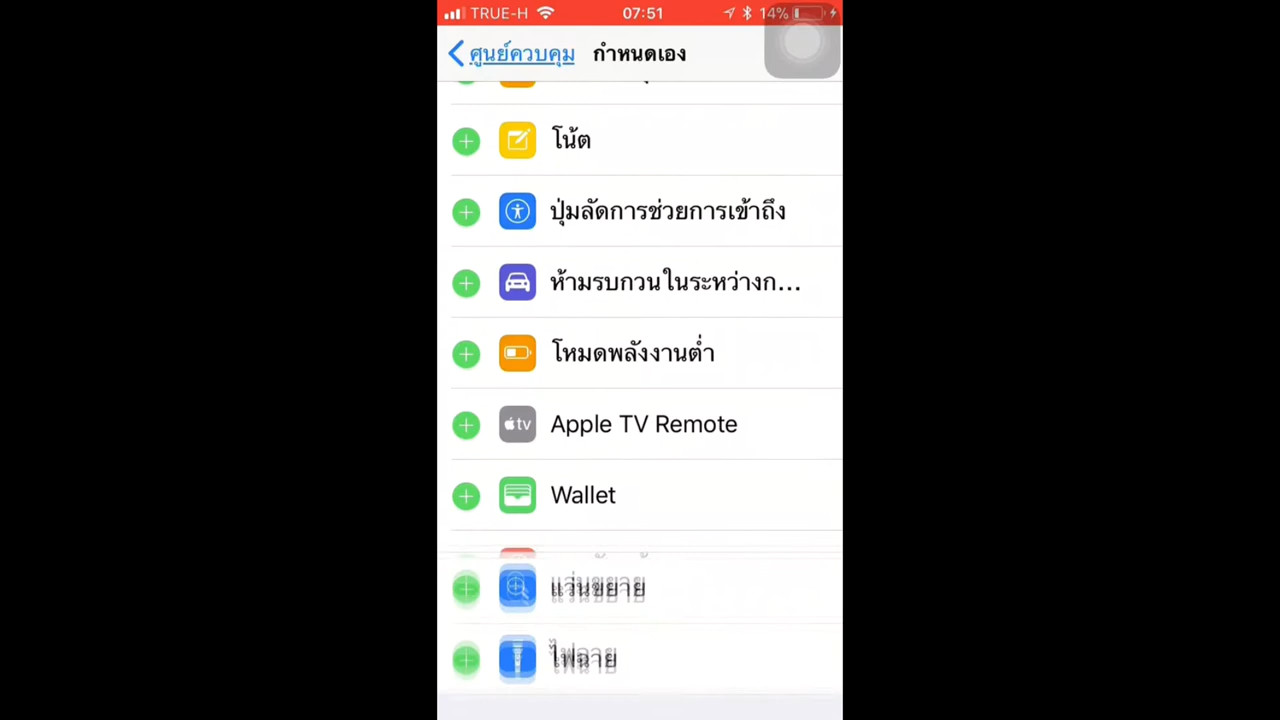 TRUE-H 07:51 14%
ศูนย์ควบคุม กำหนดเอง
โน้ต
ปุ่มลัดการช่วยการเข้าถึง
ห้ามรบกวนในระหว่างก...
โหมดพลังงานต่ำ
tv Apple TV Remote
Wallet
แว่นขยาย
ไฟฉาย